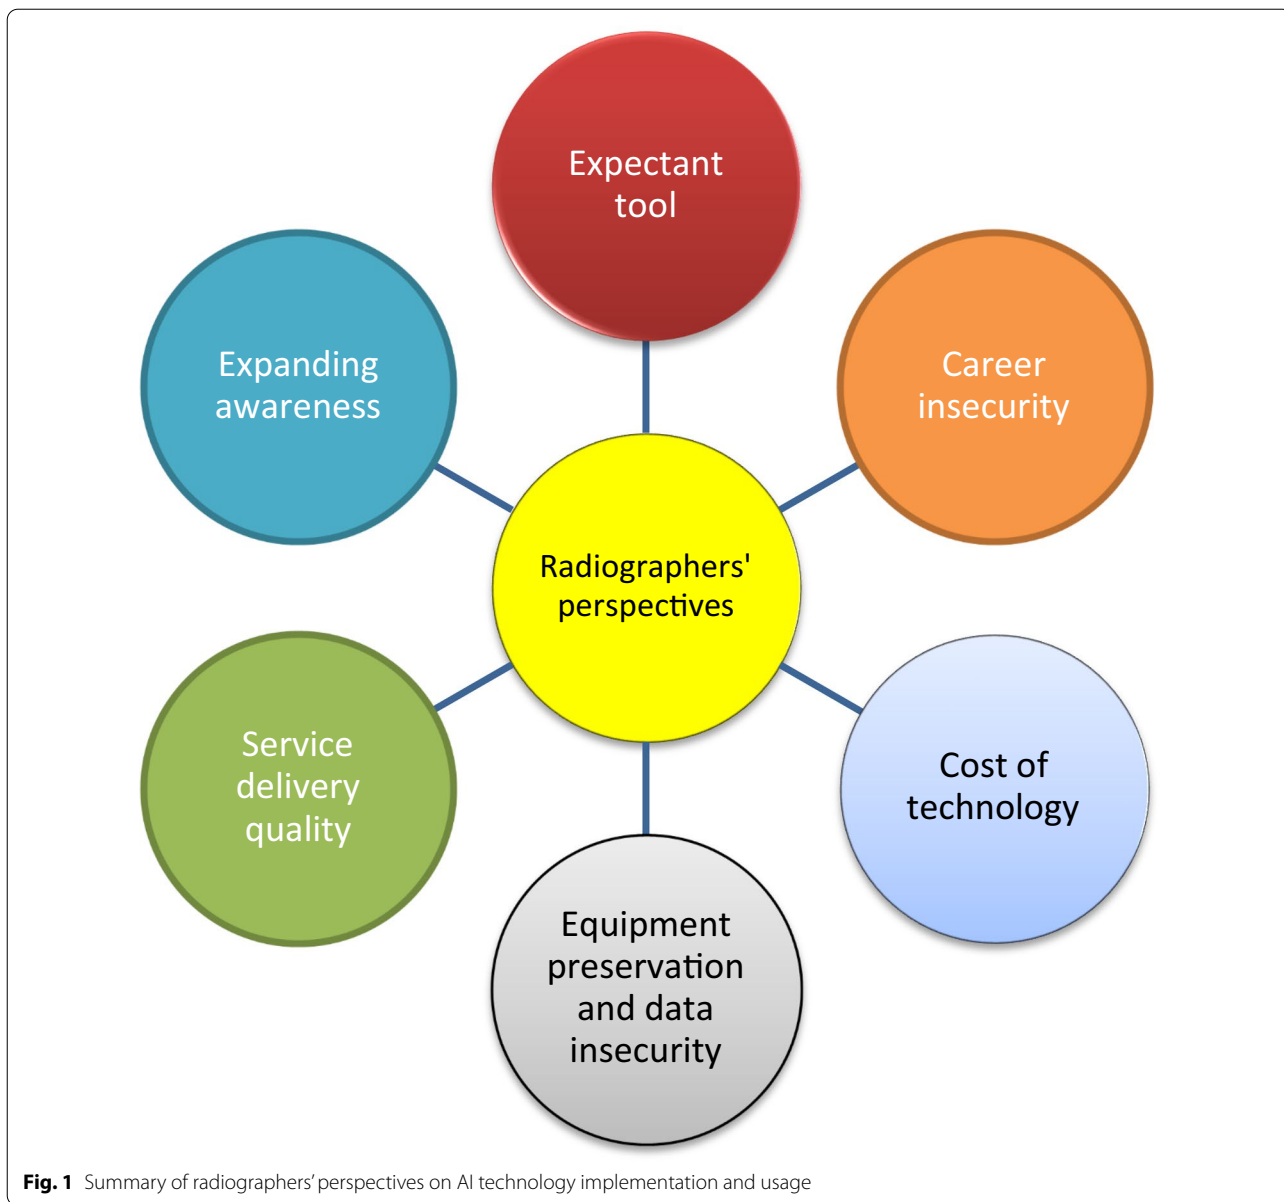 Expectant
tool
Career
insecurity
Cost of
technology
Equipment
preservation
and data
insecurity
Service
delivery
quality
Expanding
awareness
Radiographers'
perspectives
Fig. 1 Summary of radiographers’ perspectives on AI technology implementation and usage